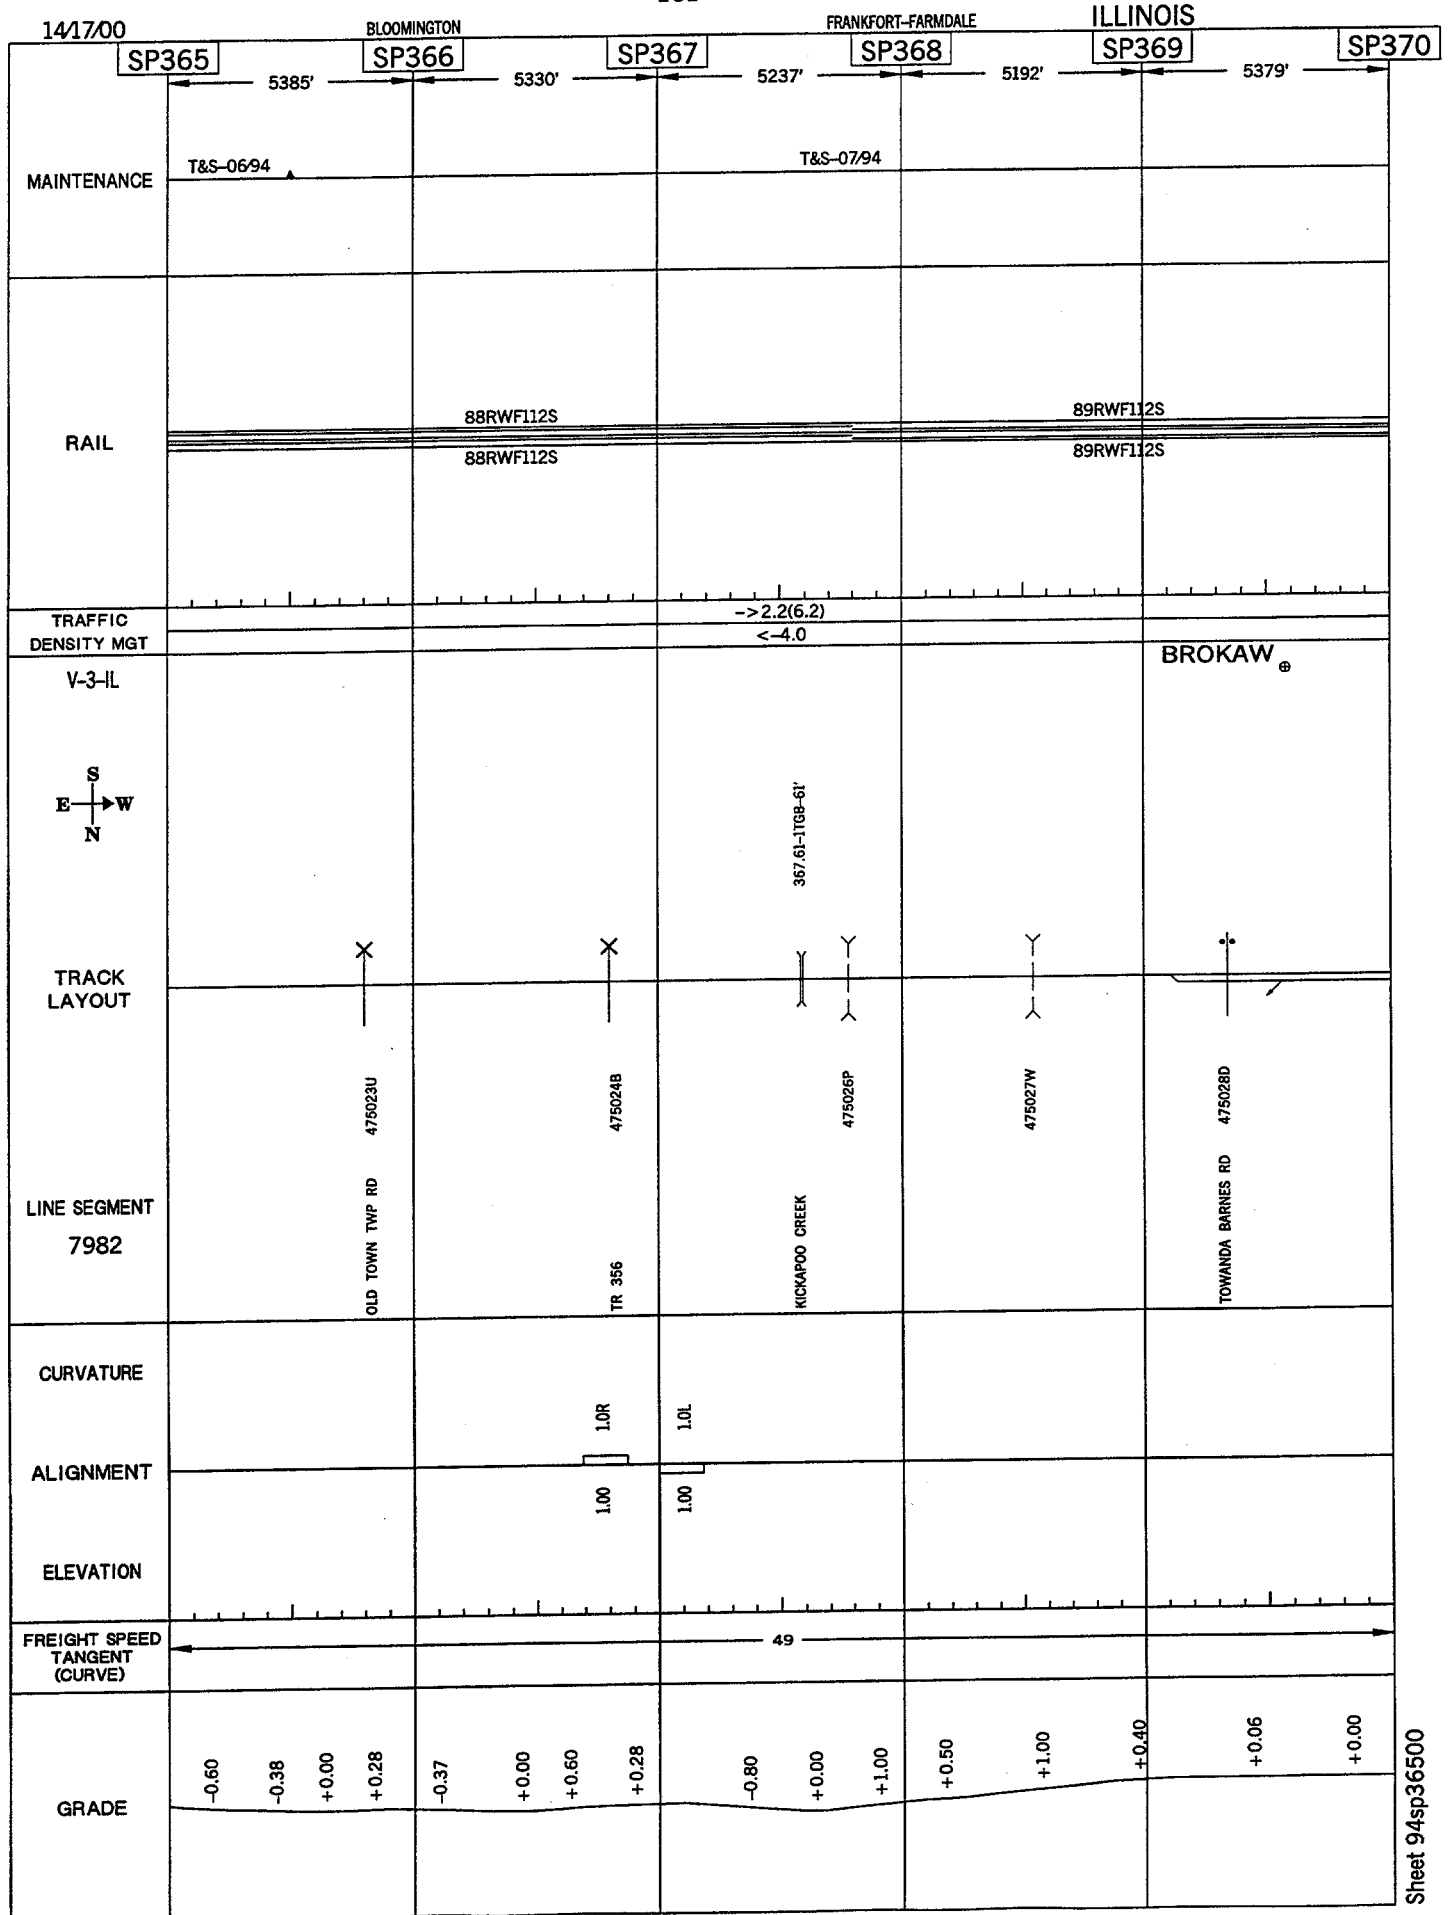 14/17/00 BLOOMINGTON FRANKFORT-FARMDALE ILLINOIS
SP365 SP366 SP367 SP368 SP369 SP370
5385' 5330' 5237' 5192' 5379'
MAINTENANCE
T&S-06/94 T&S-07/94
RAIL
88RWF112S 89RWF112S
88RWF112S 89RWF112S
TRAFFIC
DENSITY MGT
->2.2(6.2)
<-4.0
BROKAW
V-3-IL
S
E W
N
367.61-1TGB-61'
TRACK
LAYOUT
475023U 475024B 475026P 475027W 475028D
LINE SEGMENT
7982
OLD TOWN TWP RD TR 356 KICKAPOO CREEK TOWANDA BARNES RD
CURVATURE
1.0R 1.0L
ALIGNMENT
1.00 1.00
ELEVATION
FREIGHT SPEED
TANGENT
(CURVE)
49
GRADE
-0.60 -0.38 +0.00 +0.28 -0.37 +0.00 +0.60 +0.28 -0.80 +0.00 +1.00 +0.50 +1.00 +0.40 +0.06 +0.00
Sheet 94sp36500